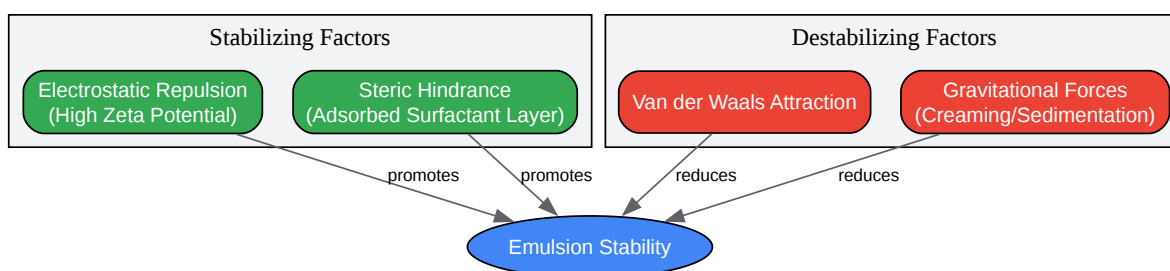 Stabilizing Factors
Destabilizing Factors
Electrostatic Repulsion
(High Zeta Potential)
Steric Hindrance
(Adsorbed Surfactant Layer)
Van der Waals Attraction
Gravitational Forces
(Creaming/Sedimentation)
promotes
promotes
reduces
reduces
Emulsion Stability